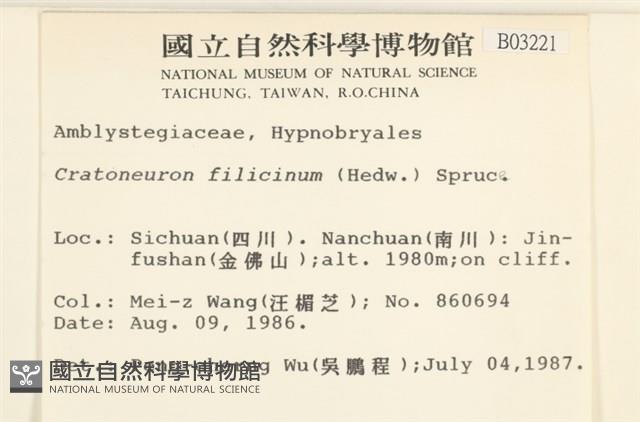 國立自然科學博物館 B03221
NATIONAL MUSEUM OF NATURAL SCIENCE
TAICHUNG, TAIWAN, R.O.CHINA
Amblystegiaceae, Hypnobryales
Cratoneuron filicinum (Hedw.) Spruce.
Loc.: Sichuan(四川). Nanchuan(南川): Jin-
fushan(金佛山);alt. 1980m;on cliff.
Col.: Mei-z Wang(汪楣芝); No. 860694
Date: Aug. 09, 1986.
Wu(吳鵬程);July 04,1987.
國立自然科學博物館
NATIONAL MUSEUM OF NATURAL SCIENCE